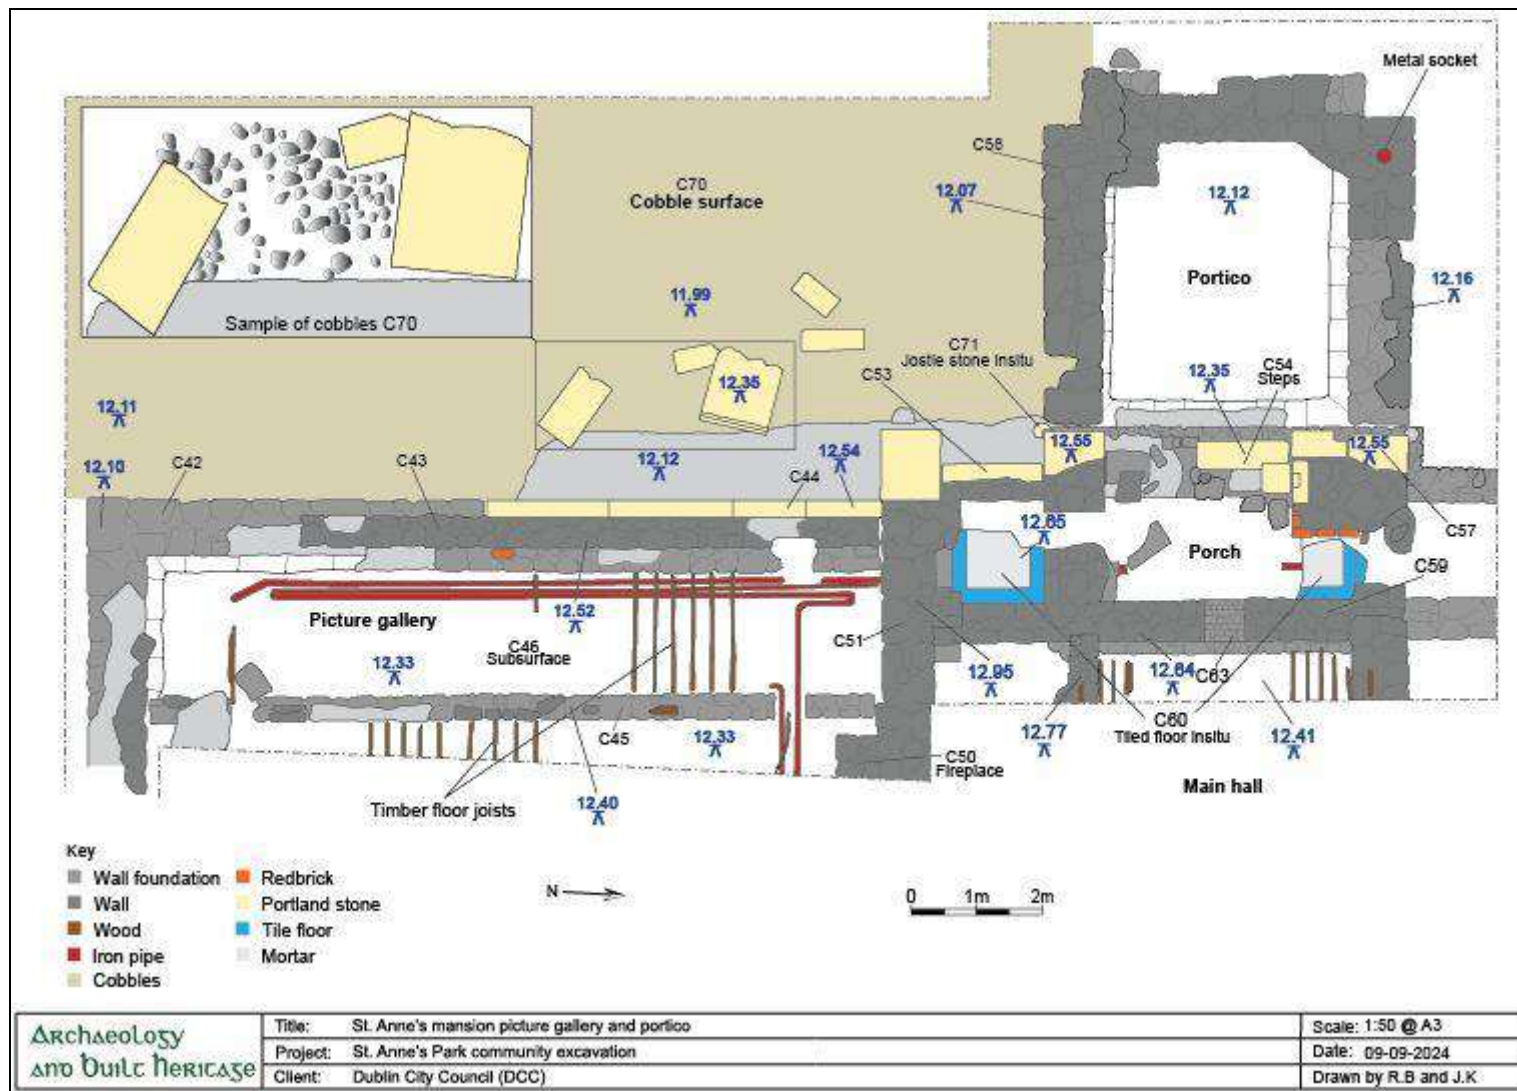 Metal socket
C58
C70
Cobble surface
12.07
12.12
Portico
12.16
11.99
Sample of cobbles C70
C71
Jostle stone insitu
C53
12.35
12.35
C54
Steps
12.11
12.10
C42
C43
12.12
12.54
C44
12.55
12.55
C57
12.65
Porch
C59
Picture gallery
12.52
C46
Subsurface
12.33
C51
12.95
12.64
C63
C45
12.33
C50
Fireplace
12.77
C60
Tiled floor insitu
12.41
Main hall
Timber floor joists
12.40
Key
Wall foundation
Wall
Wood
Iron pipe
Cobbles
Redbrick
Portland stone
Tile floor
Mortar
N
0 1m 2m
Archaeology
and Built Heritage
Title: St. Anne's mansion picture gallery and portico
Project: St. Anne's Park community excavation
Client: Dublin City Council (DCC)
Scale: 1:50 @ A3
Date: 09-09-2024
Drawn by R.B and J.K